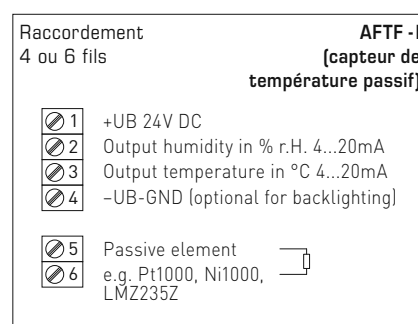 Raccordement
4 ou 6 fils
AFTF -I
(capteur de
température passif)
1 +UB 24V DC
2 Output humidity in % r.H. 4...20mA
3 Output temperature in °C 4...20mA
4 –UB-GND (optional for backlighting)
5 Passive element
6 e.g. Pt1000, Ni1000,
LMZ235Z